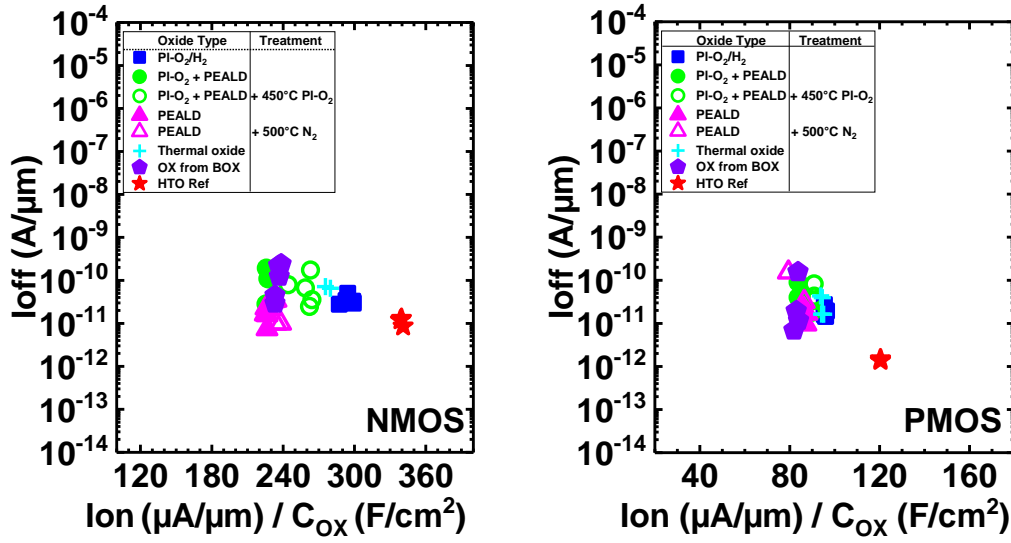 10⁻⁴
10⁻⁵
10⁻⁶
10⁻⁷
10⁻⁸
10⁻⁹
10⁻¹⁰
10⁻¹¹
10⁻¹²
10⁻¹³
10⁻¹⁴
Ioff (A/µm)
Oxide Type Treatment
PI-O₂/H₂
PI-O₂ + PEALD
PI-O₂ + PEALD + 450°C PI-O₂
PEALD
PEALD + 500°C N₂
Thermal oxide
OX from BOX
HTO Ref
NMOS
120 180 240 300 360
Ion (µA/µm) / C_OX (F/cm²)
10⁻⁴
10⁻⁵
10⁻⁶
10⁻⁷
10⁻⁸
10⁻⁹
10⁻¹⁰
10⁻¹¹
10⁻¹²
10⁻¹³
10⁻¹⁴
Ioff (A/µm)
Oxide Type Treatment
PI-O₂/H₂
PI-O₂ + PEALD
PI-O₂ + PEALD + 450°C PI-O₂
PEALD
PEALD + 500°C N₂
Thermal oxide
OX from BOX
HTO Ref
PMOS
40 80 120 160
Ion (µA/µm) / C_OX (F/cm²)